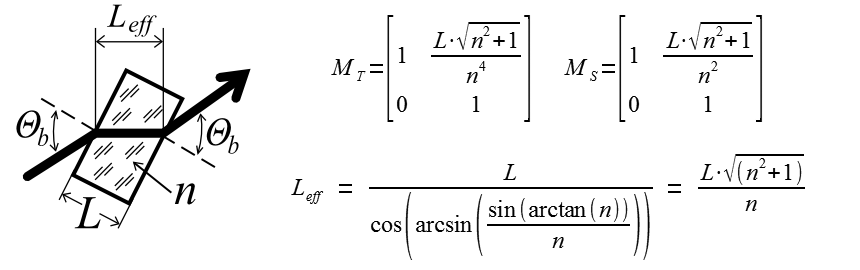 L_eff
Θ_b
Θ_b
n
L
M_T = [1  L·√(n²+1)/n⁴; 0  1]
M_S = [1  L·√(n²+1)/n²; 0  1]
L_eff = L / cos(arcsin(sin(arctan(n))/n)) = L·√((n²+1))/n